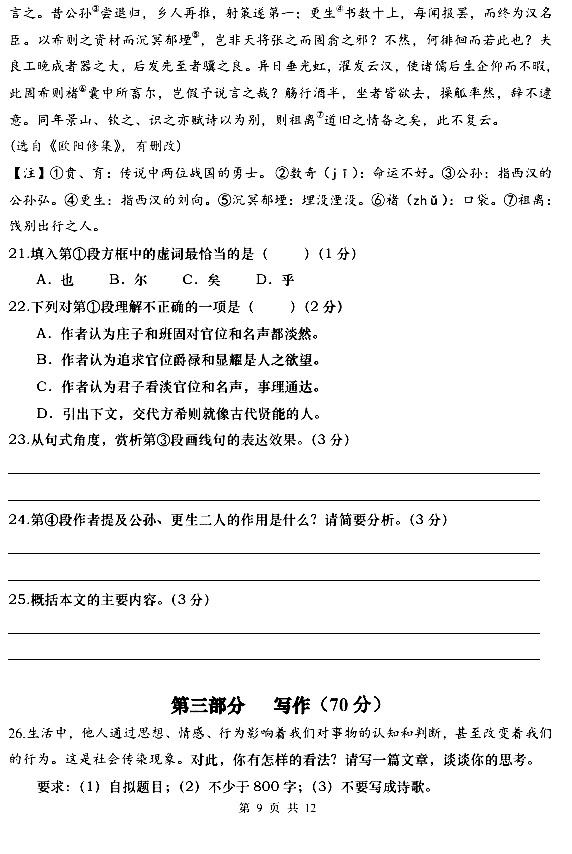 言之。昔公孙③尝退归，乡人再推，射策遂第一；更生④书数十上，每闻报罢，而终为汉名
臣。以希则之资材而沉冥郁堙⑤，岂非天将张之而固翕之邪？不然，何徘徊而若此也？夫
良工晚成者器之大，后发先至者骥之良。异日垂光虹，濯发云汉，使诸儒后生企仰而不暇，
此固希则褚⑥囊中所畜尔，岂假予说言之哉？觞行酒半，坐者皆欲去，操觚率然，辞不逮
意。同年景山、钦之、识之亦赋诗以为别，则祖离⑦道旧之情备之矣，此不复云。
(选自《欧阳修集》，有删改)
【注】①贲、育：传说中两位战国的勇士。②数奇（jī）：命运不好。③公孙：指西汉的
公孙弘。④更生：指西汉的刘向。⑤沉冥郁堙：埋没湮没。⑥褚（zhǔ）：口袋。⑦祖离：
饯别出行之人。
21.填入第①段方框中的虚词最恰当的是（　　）（1 分）
A．也　B．尔　C．矣　D．乎
22.下列对第①段理解不正确的一项是（　　）（2 分）
A．作者认为庄子和班固对官位和名声都淡然。
B．作者认为追求官位爵禄和显耀是人之欲望。
C．作者认为君子看淡官位和名声，事理通达。
D．引出下文，交代方希则就像古代贤能的人。
23.从句式角度，赏析第③段画线句的表达效果。（3 分）
24.第④段作者提及公孙、更生二人的作用是什么？请简要分析。（3 分）
25.概括本文的主要内容。（3 分）
第三部分　写作（70 分）
26.生活中，他人通过思想、情感、行为影响着我们对事物的认知和判断，甚至改变着我们
的行为。这是社会传染现象。对此，你有怎样的看法？请写一篇文章，谈谈你的思考。
要求：（1）自拟题目；（2）不少于 800 字；（3）不要写成诗歌。
第 9 页 共 12